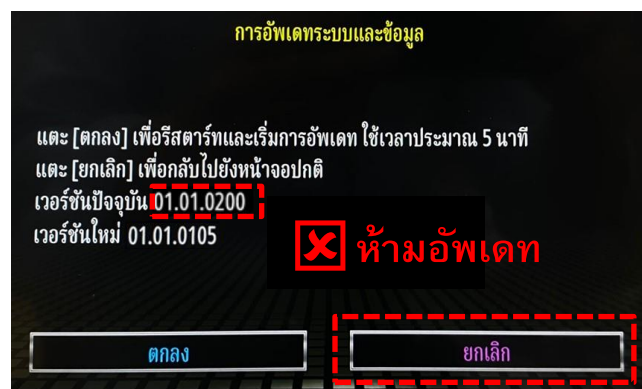 การอัพเดทระบบและข้อมูล
แตะ [ตกลง] เพื่อรีสตาร์ทและเริ่มการอัพเดท ใช้เวลาประมาณ 5 นาที
แตะ [ยกเลิก] เพื่อกลับไปยังหน้าจอปกติ
เวอร์ชันปัจจุบัน 01.01.0200
เวอร์ชันใหม่ 01.01.0105
ห้ามอัพเดท
ตกลง
ยกเลิก